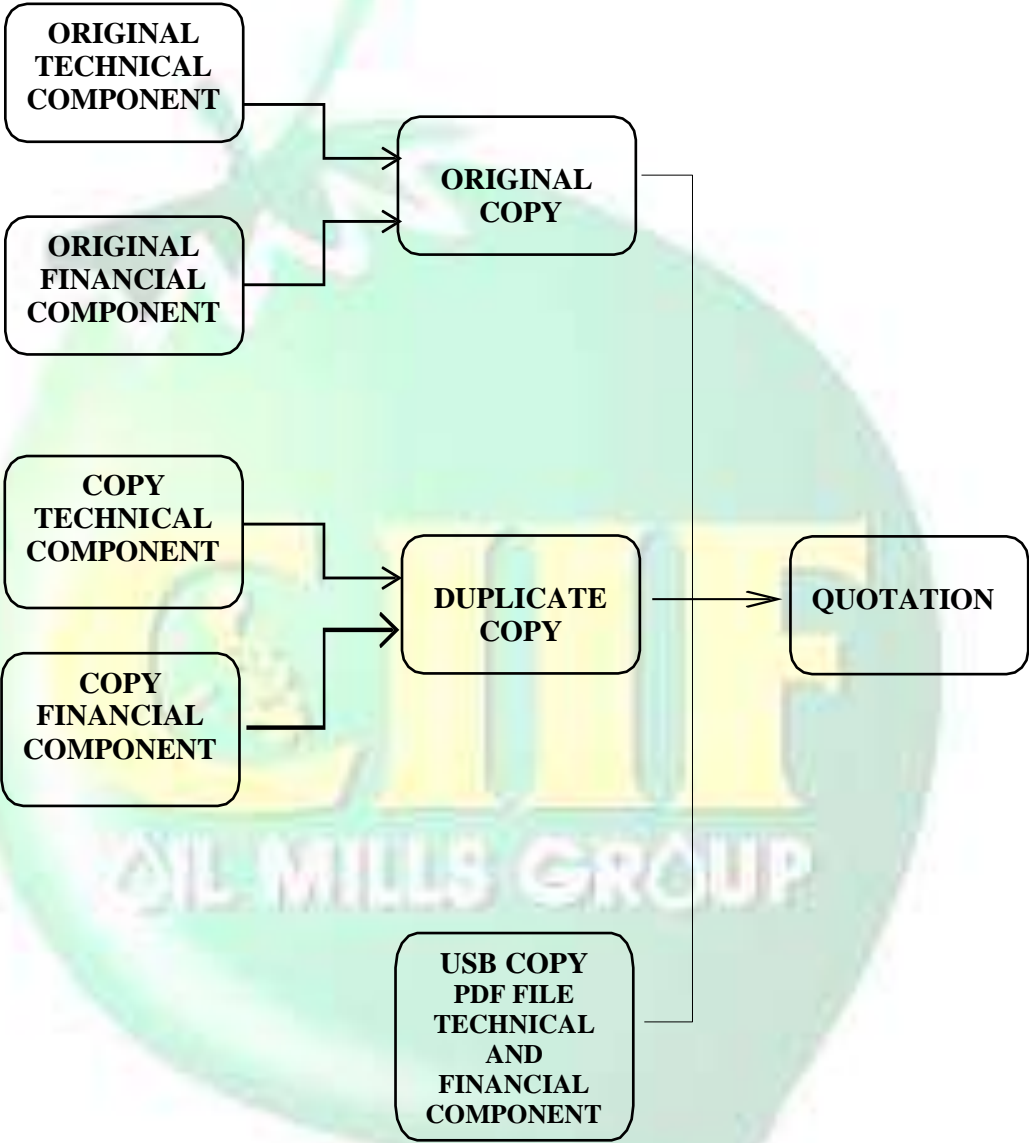 ORIGINAL
TECHNICAL
COMPONENT
ORIGINAL
FINANCIAL
COMPONENT
ORIGINAL
COPY
COPY
TECHNICAL
COMPONENT
COPY
FINANCIAL
COMPONENT
DUPLICATE
COPY
QUOTATION
USB COPY
PDF FILE
TECHNICAL
AND
FINANCIAL
COMPONENT
CIIF
OIL MILLS GROUP